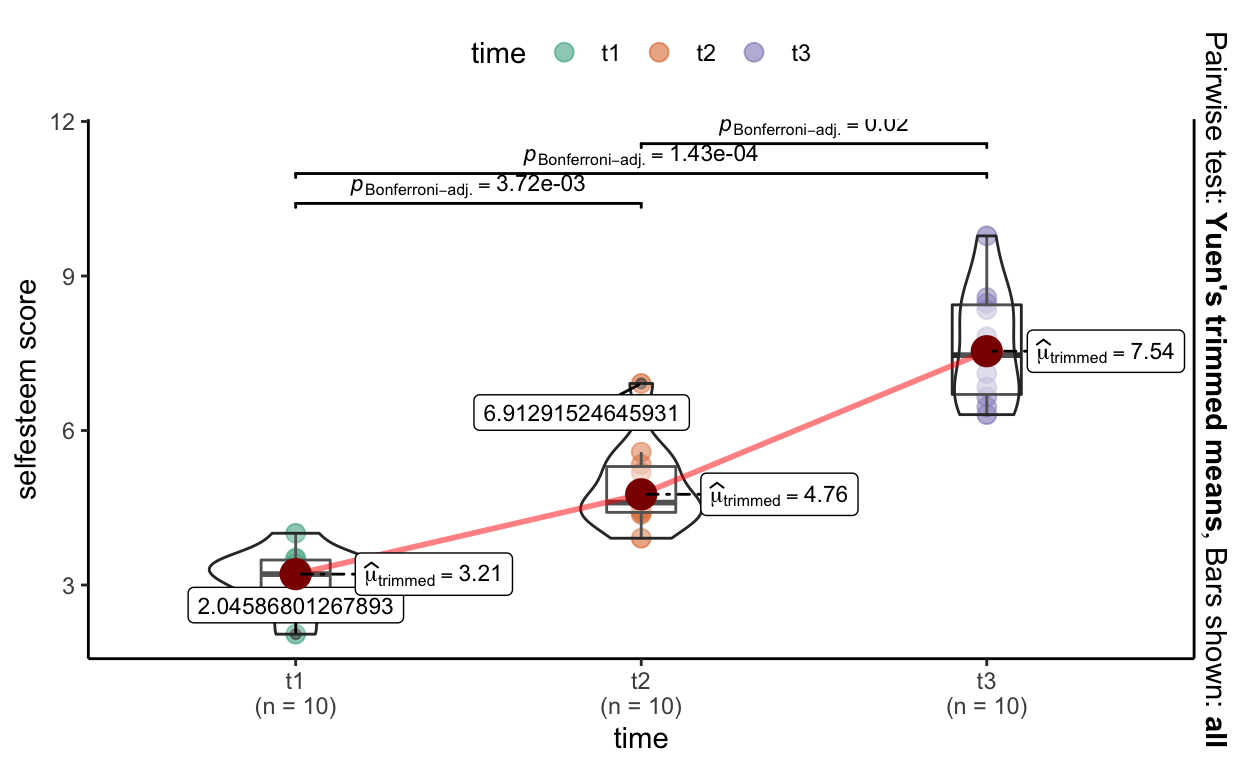 time t1 t2 t3
12
9
6
3
selfesteem score
pBonferroni−adj. = 0.02
pBonferroni−adj. = 1.43e-04
pBonferroni−adj. = 3.72e-03
μ̂trimmed = 7.54
6.91291524645931
μ̂trimmed = 4.76
μ̂trimmed = 3.21
2.04586801267893
t1
(n = 10)
t2
(n = 10)
t3
(n = 10)
time
Pairwise test: Yuen's trimmed means, Bars shown: all